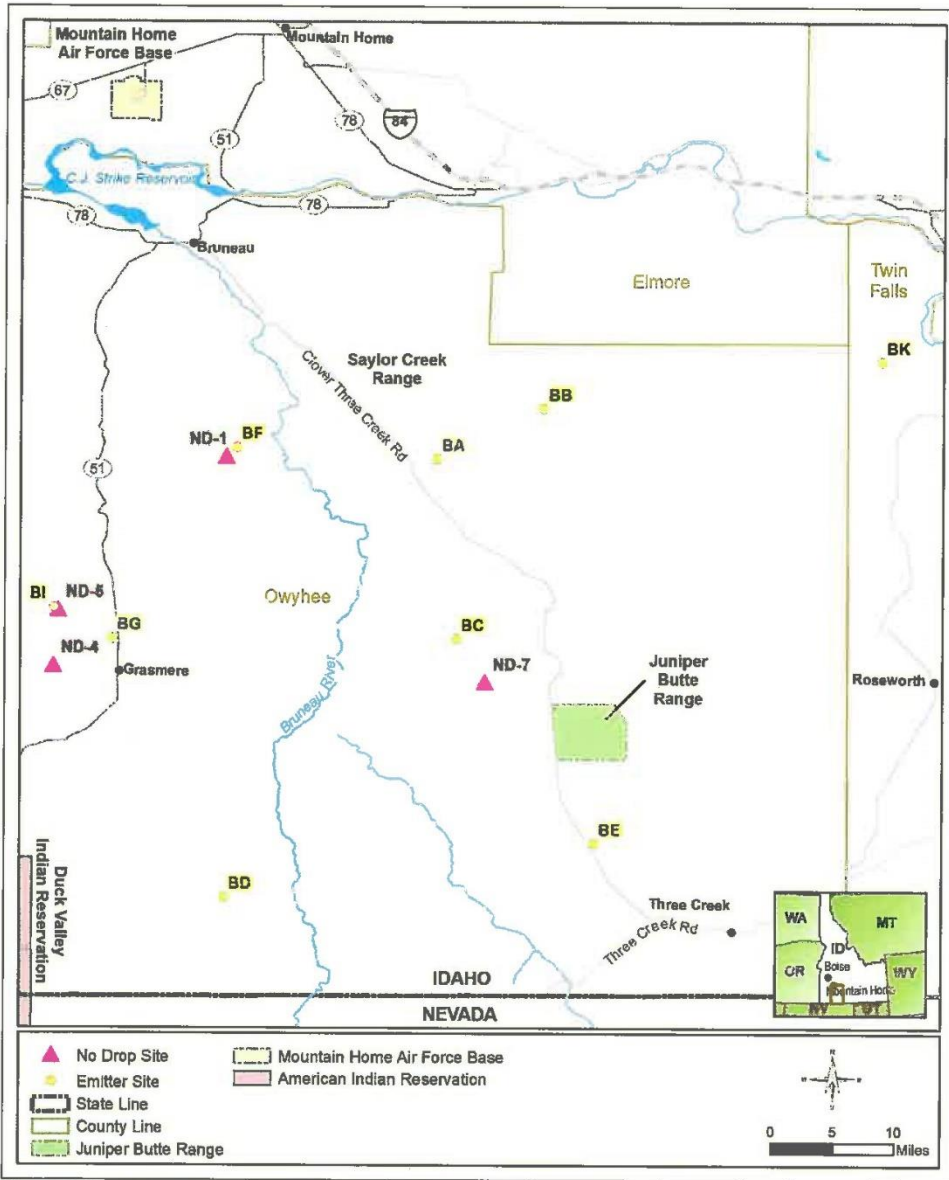 Mountain Home
Air Force Base
Mountain Home
67
84
78
51
C.J. Strike Reservoir
78
78
Bruneau
Elmore
Twin
Falls
BK
Saylor Creek
Range
Clover Three Creek Rd
BB
ND-1
BF
BA
51
BI
ND-5
Owyhee
BG
BC
ND-4
Grasmere
ND-7
Juniper
Butte
Range
Roseworth
Bruneau River
BE
Duck Valley
Indian Reservation
BD
Three Creek
Three Creek Rd
WA
MT
ID
OR
Boise
WY
Mountain Home
NV
UT
IDAHO
NEVADA
No Drop Site
Emitter Site
State Line
County Line
Juniper Butte Range
Mountain Home Air Force Base
American Indian Reservation
0 5 10
Miles